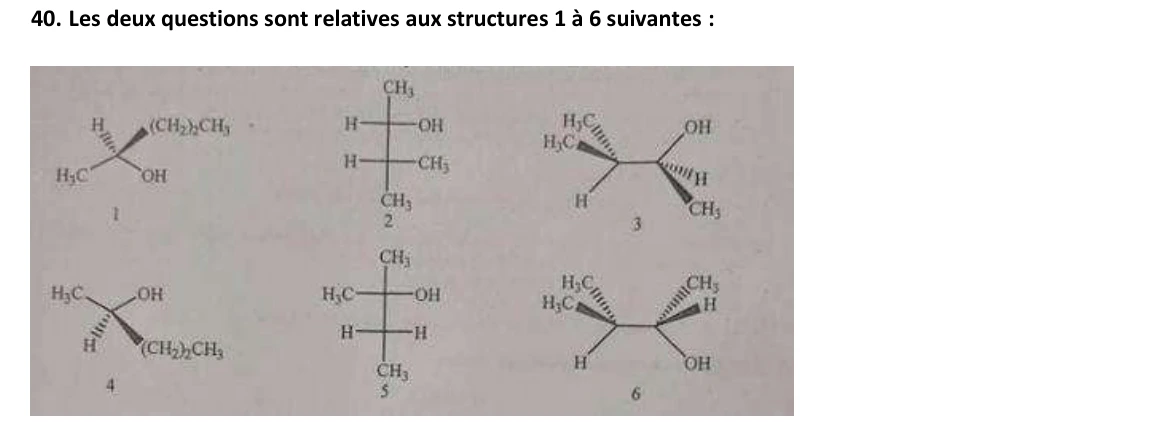 40. Les deux questions sont relatives aux structures 1 à 6 suivantes :
H (CH₂)₂CH₃
H₃C OH
1
CH₃
H OH
H CH₃
CH₃
2
H₃C OH
H₃C H
H CH₃
3
H₃C OH
H (CH₂)₂CH₃
4
CH₃
H₃C OH
H H
CH₃
5
H₃C CH₃
H₃C H
H OH
6